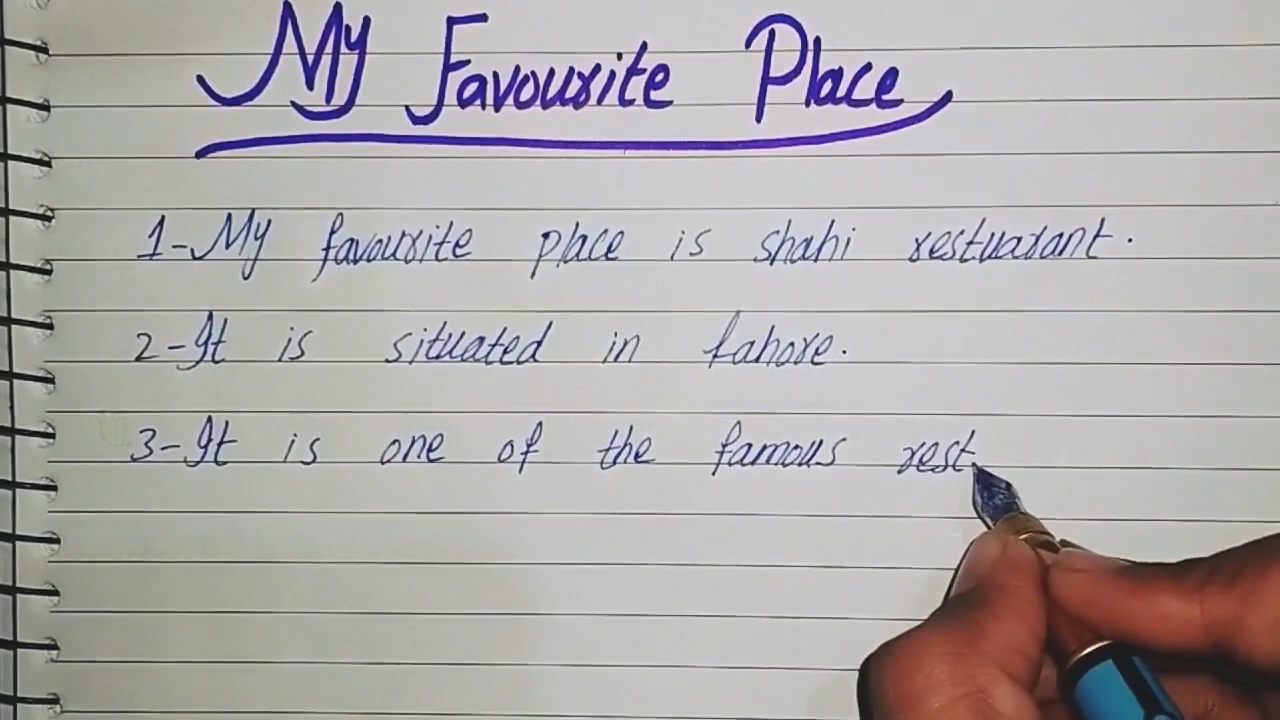 My Favourite Place
1-My favourite place is shahi restuarant.
2-It is situated in Lahore.
3-It is one of the famous rest